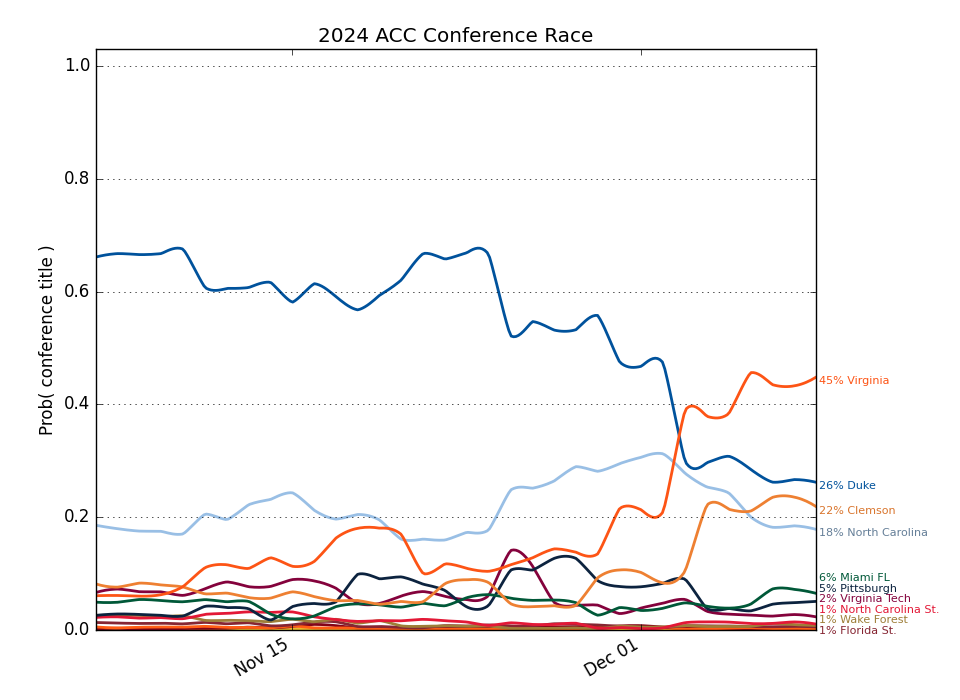 2024 ACC Conference Race
Prob( conference title )
1.0
0.8
0.6
0.4
0.2
0.0
Nov 15
Dec 01
45% Virginia
26% Duke
22% Clemson
18% North Carolina
6% Miami FL
5% Pittsburgh
2% Virginia Tech
1% North Carolina St.
1% Wake Forest
1% Florida St.